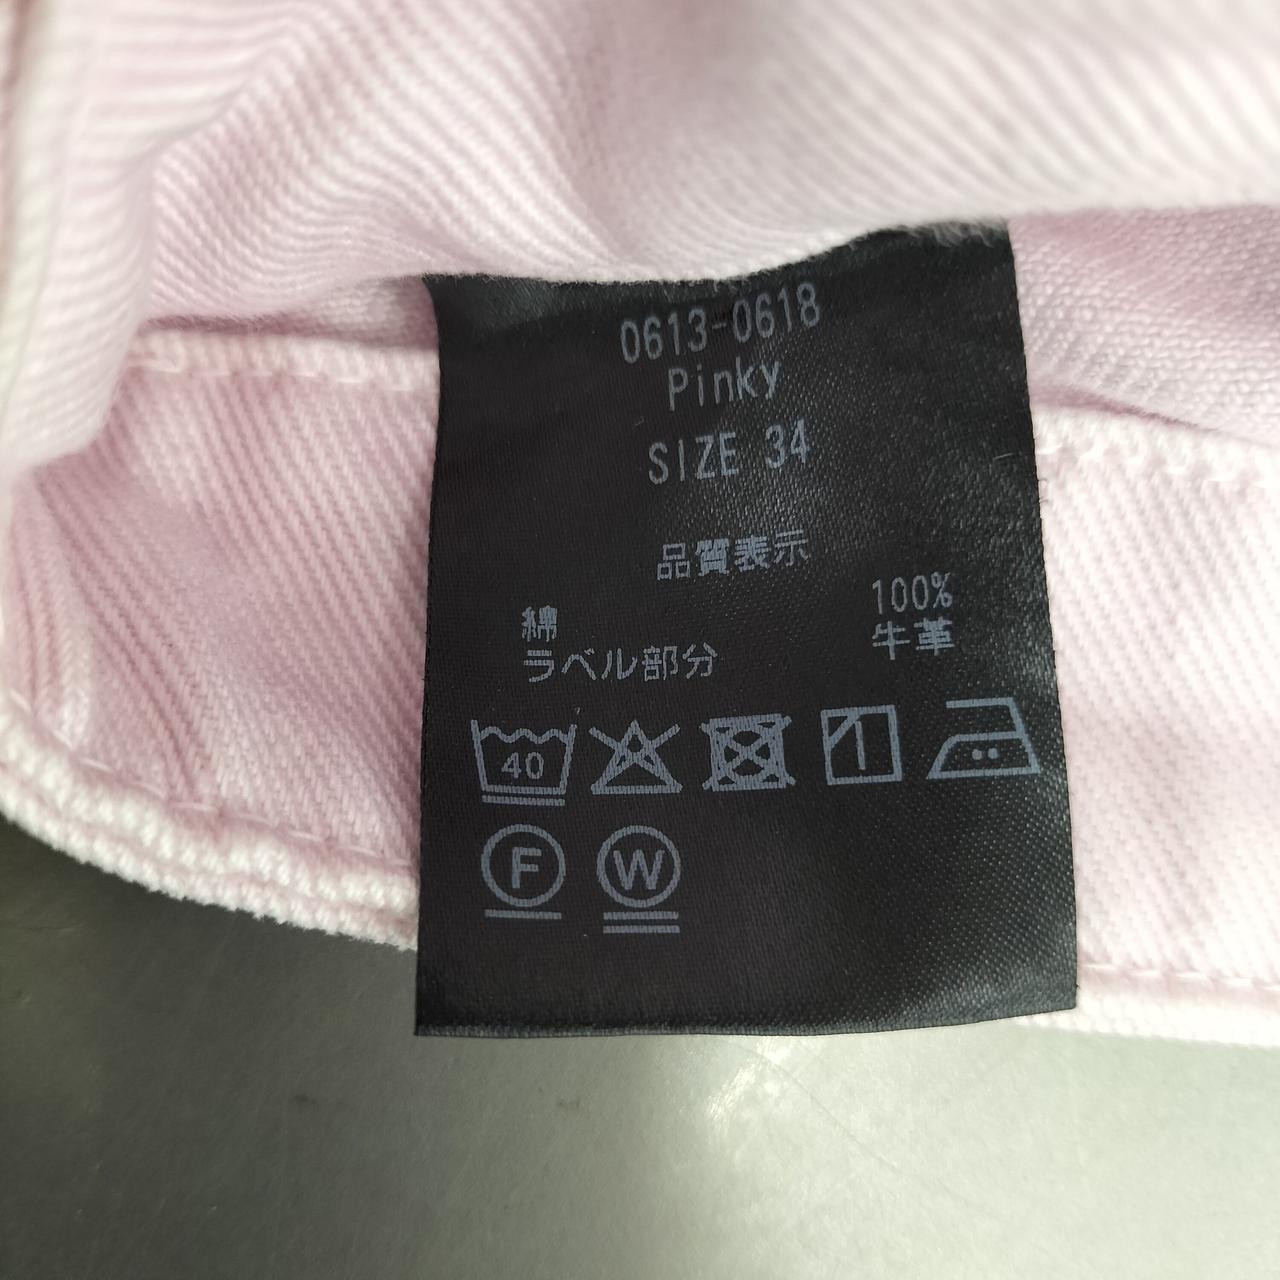 0613-0618
Pinky
SIZE 34
品質表示
綿 100%
ラベル部分 牛革
40
F W